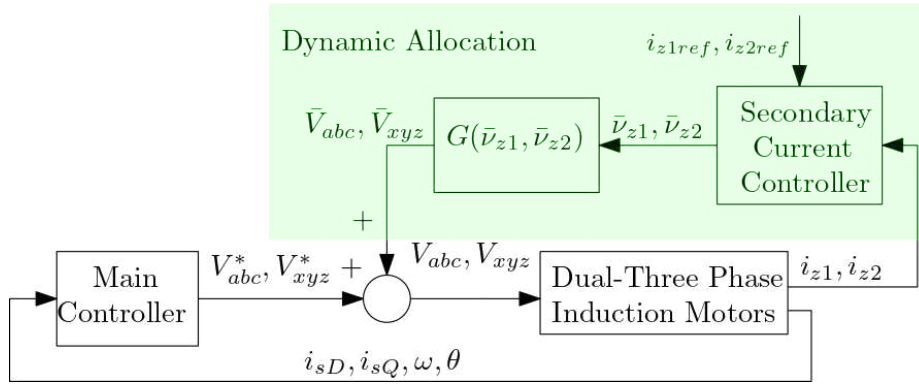 Dynamic Allocation
i_{z1ref}, i_{z2ref}
V̄_{abc}, V̄_{xyz}
G(ν̄_{z1}, ν̄_{z2})
ν̄_{z1}, ν̄_{z2}
Secondary
Current
Controller
+
Main
Controller
V*_{abc}, V*_{xyz} +
V_{abc}, V_{xyz}
Dual-Three Phase
Induction Motors
i_{z1}, i_{z2}
i_{sD}, i_{sQ}, ω, θ